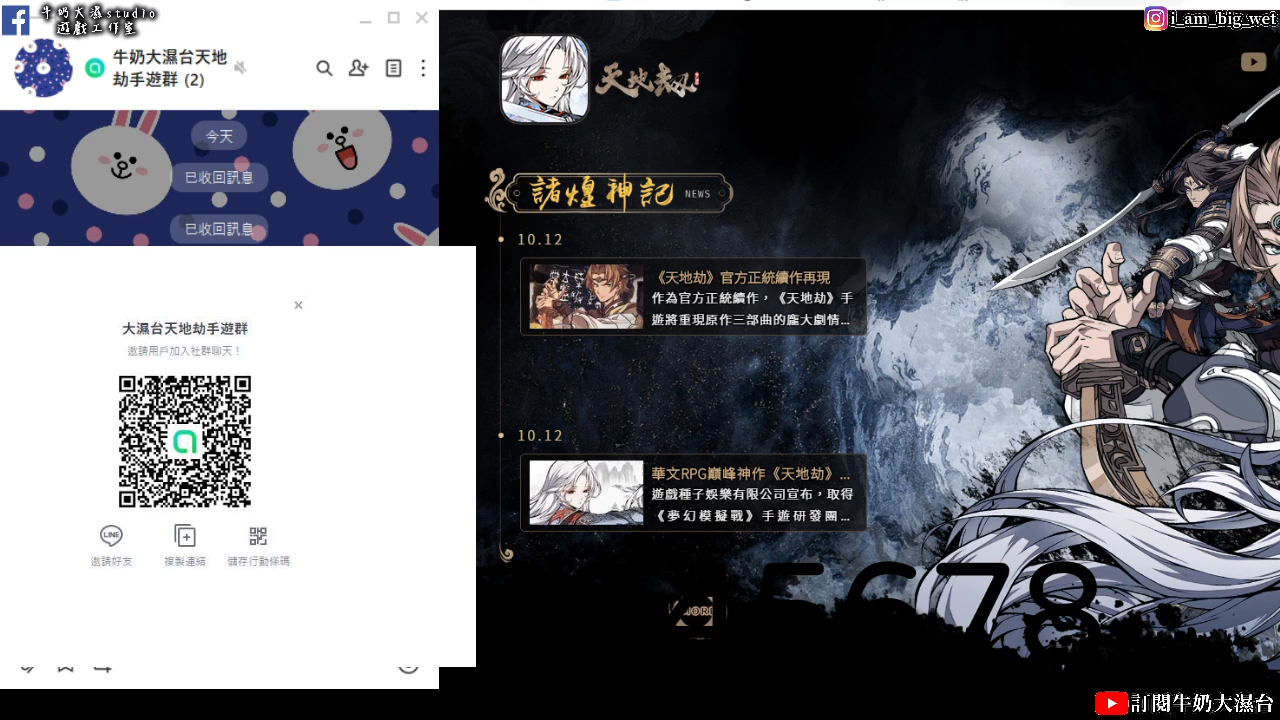 牛奶大濕studio
遊戲工作室
i_am_big_wet
牛奶大濕台天地
劫手遊群 (2)
今天
已收回訊息
已收回訊息
大濕台天地劫手遊群
邀請用戶加入社群聊天！
LINE
邀請好友
複製連結
儲存行動條碼
天地劫
諸煌神記 NEWS
10.12
《天地劫》官方正統續作再現
作為官方正統續作，《天地劫》手
遊將重現原作三部曲的龐大劇情...
10.12
華文RPG巔峰神作《天地劫》...
遊戲種子娛樂有限公司宣布，取得
《夢幻模擬戰》手遊研發團...
5678
訂閱牛奶大濕台